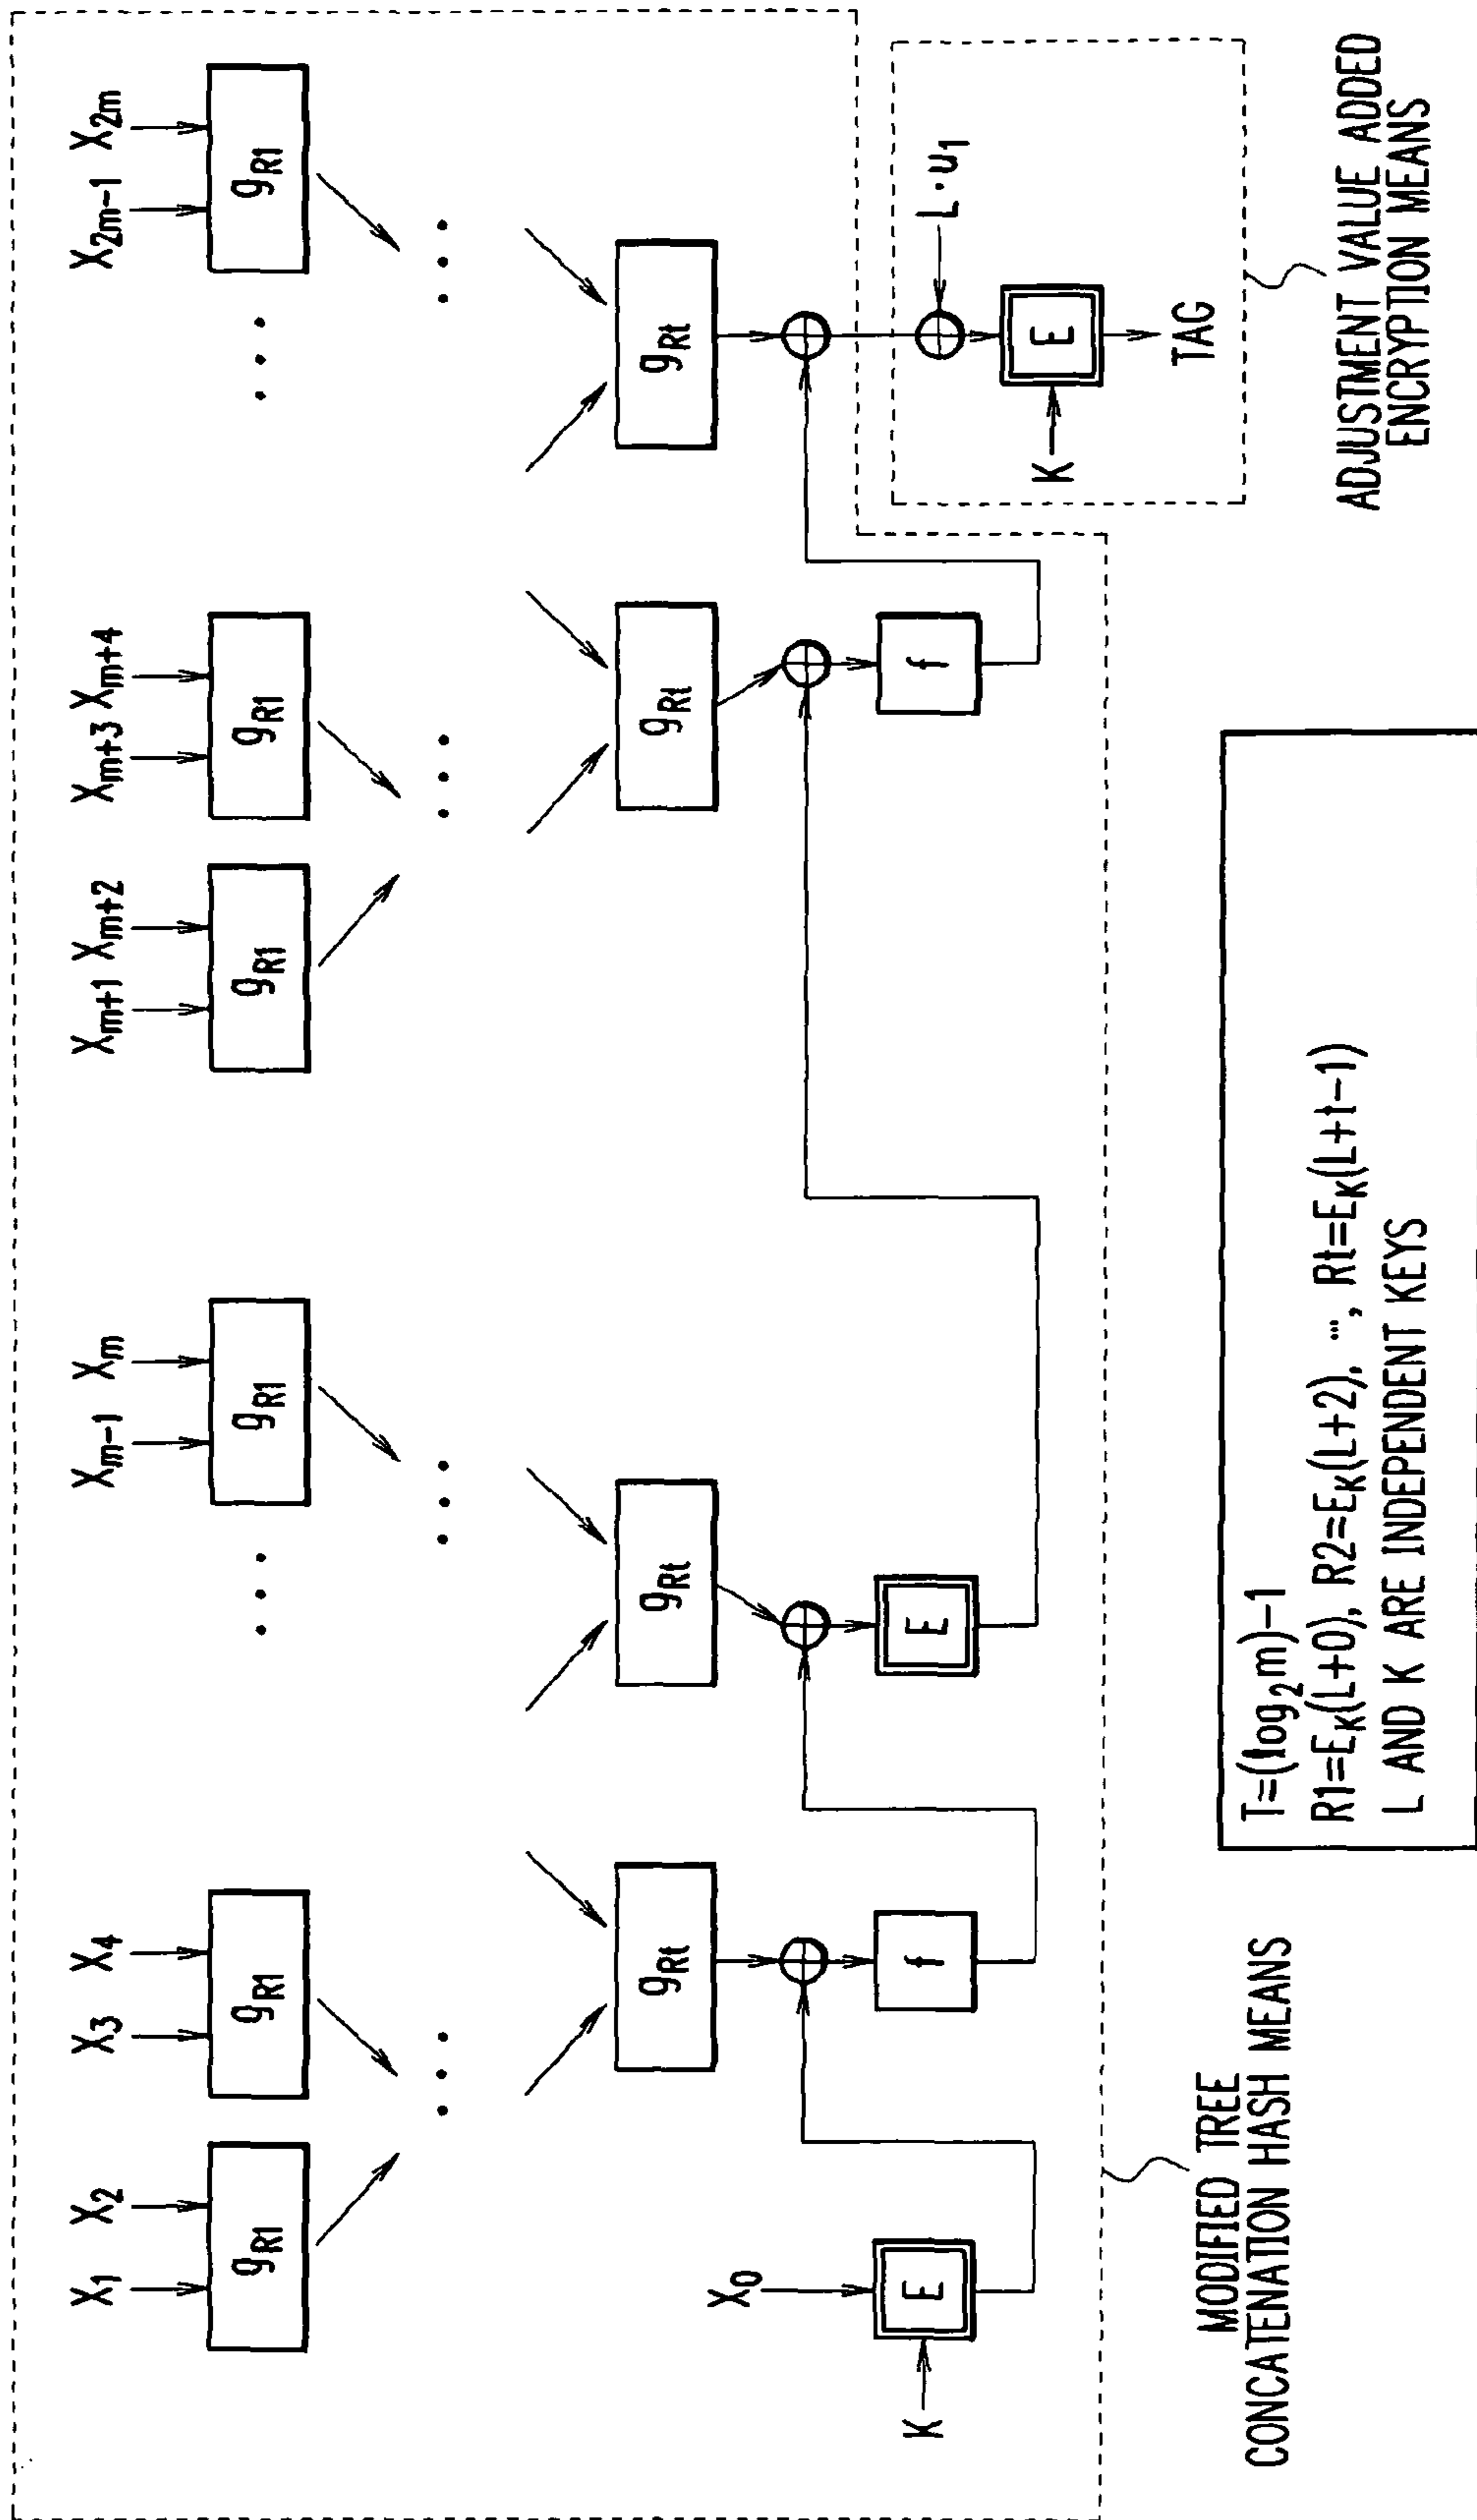 X1 X2 X3 X4 Xm-1 Xm Xm+1 Xm+2 Xm+3 Xm+4 X2m-1 X2m
gR1 gR1 ... gR1 gR1 gR1 ... gR1
... ... ... ...
gRt gRt gRt gRt
X0
K E f E f
L·u1
K E
TAG
MODIFIED TREE
CONCATENATION HASH MEANS
ADJUSTMENT VALUE ADDED
ENCRYPTION MEANS
T=(log2m)-1
R1=EK(L+0), R2=EK(L+2), ..., Rt=EK(L+t-1)
L AND K ARE INDEPENDENT KEYS